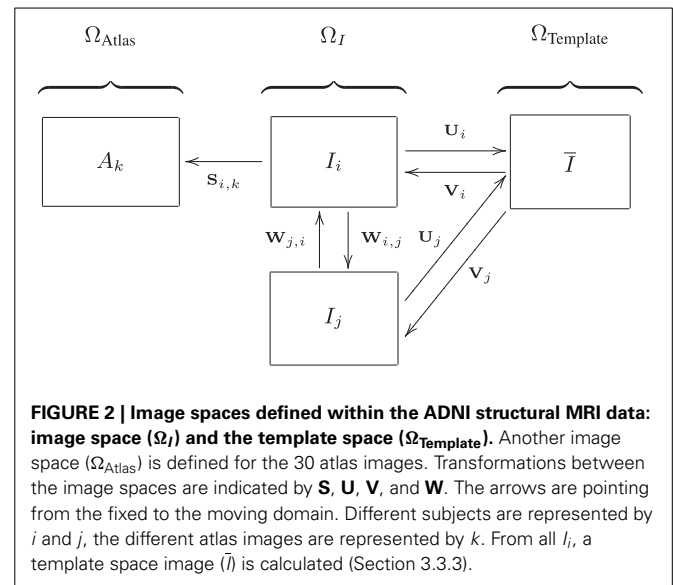 Ω_Atlas Ω_I Ω_Template
A_k S_{i,k} I_i U_i V_i Ī
W_{j,i} W_{i,j} U_j V_j
I_j
FIGURE 2 | Image spaces defined within the ADNI structural MRI data:
image space (Ω_I) and the template space (Ω_Template). Another image
space (Ω_Atlas) is defined for the 30 atlas images. Transformations between
the image spaces are indicated by S, U, V, and W. The arrows are pointing
from the fixed to the moving domain. Different subjects are represented by
i and j, the different atlas images are represented by k. From all I_i, a
template space image (Ī) is calculated (Section 3.3.3).